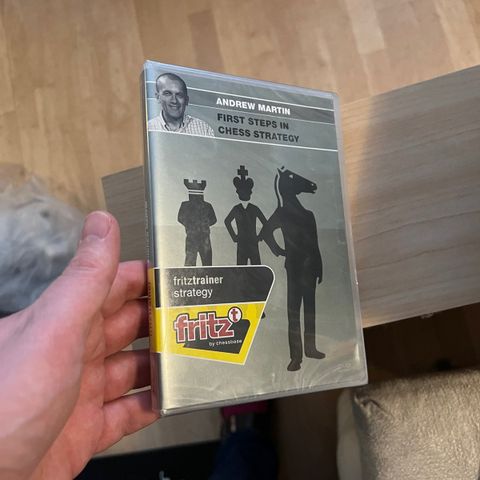 ANDREW MARTIN
FIRST STEPS IN
CHESS STRATEGY
fritztrainer
strategy
fritz t
by chessbase